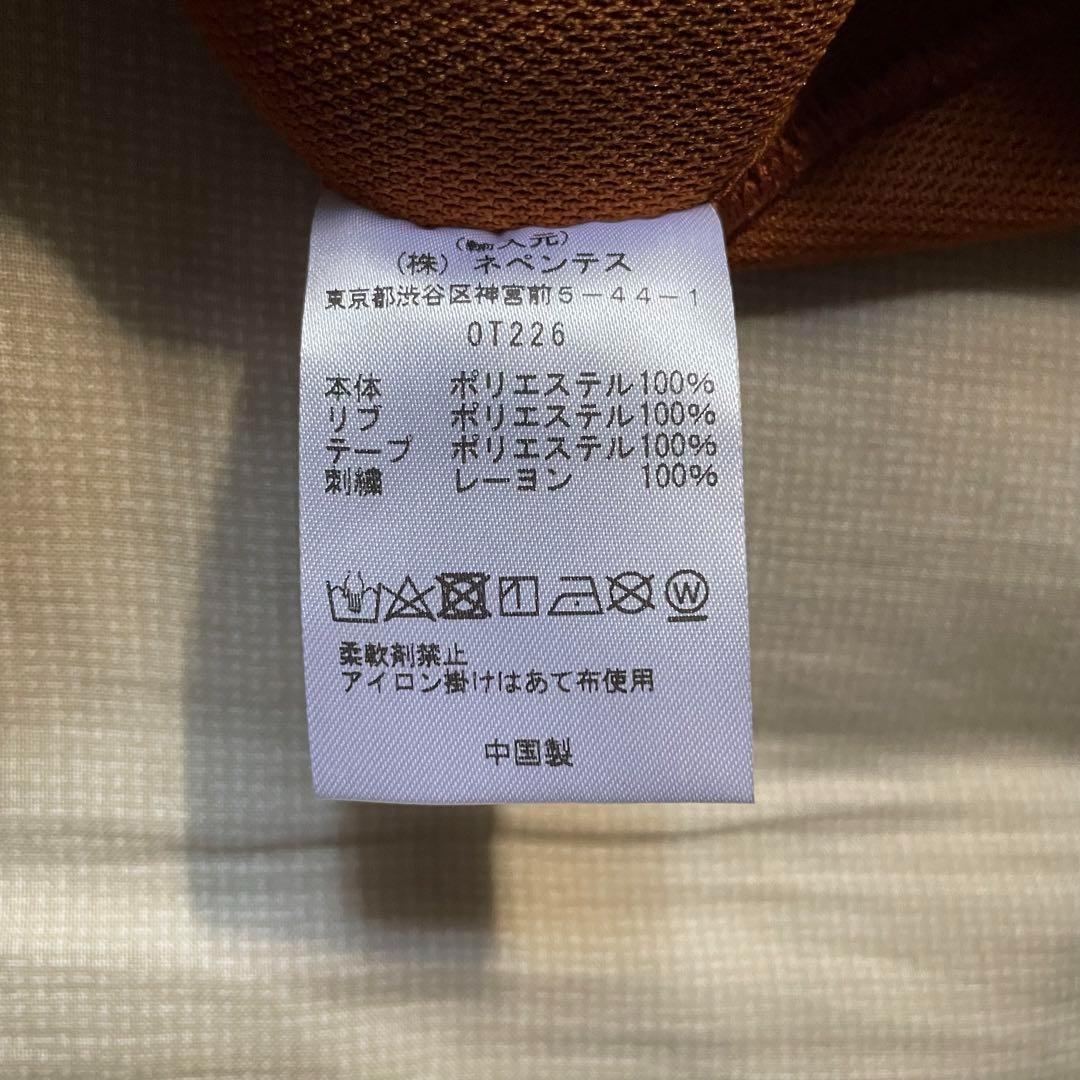 (輸入元)
(株) ネペンテス
東京都渋谷区神宮前5-44-1
OT226
本体 ポリエステル100%
リブ ポリエステル100%
テープ ポリエステル100%
刺繍 レーヨン 100%
W
柔軟剤禁止
アイロン掛けはあて布使用
中国製